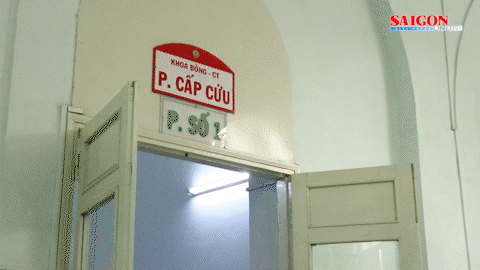 SAIGON
KHOA BỎNG - CT
P. CẤP CỨU
P. SỐ 1